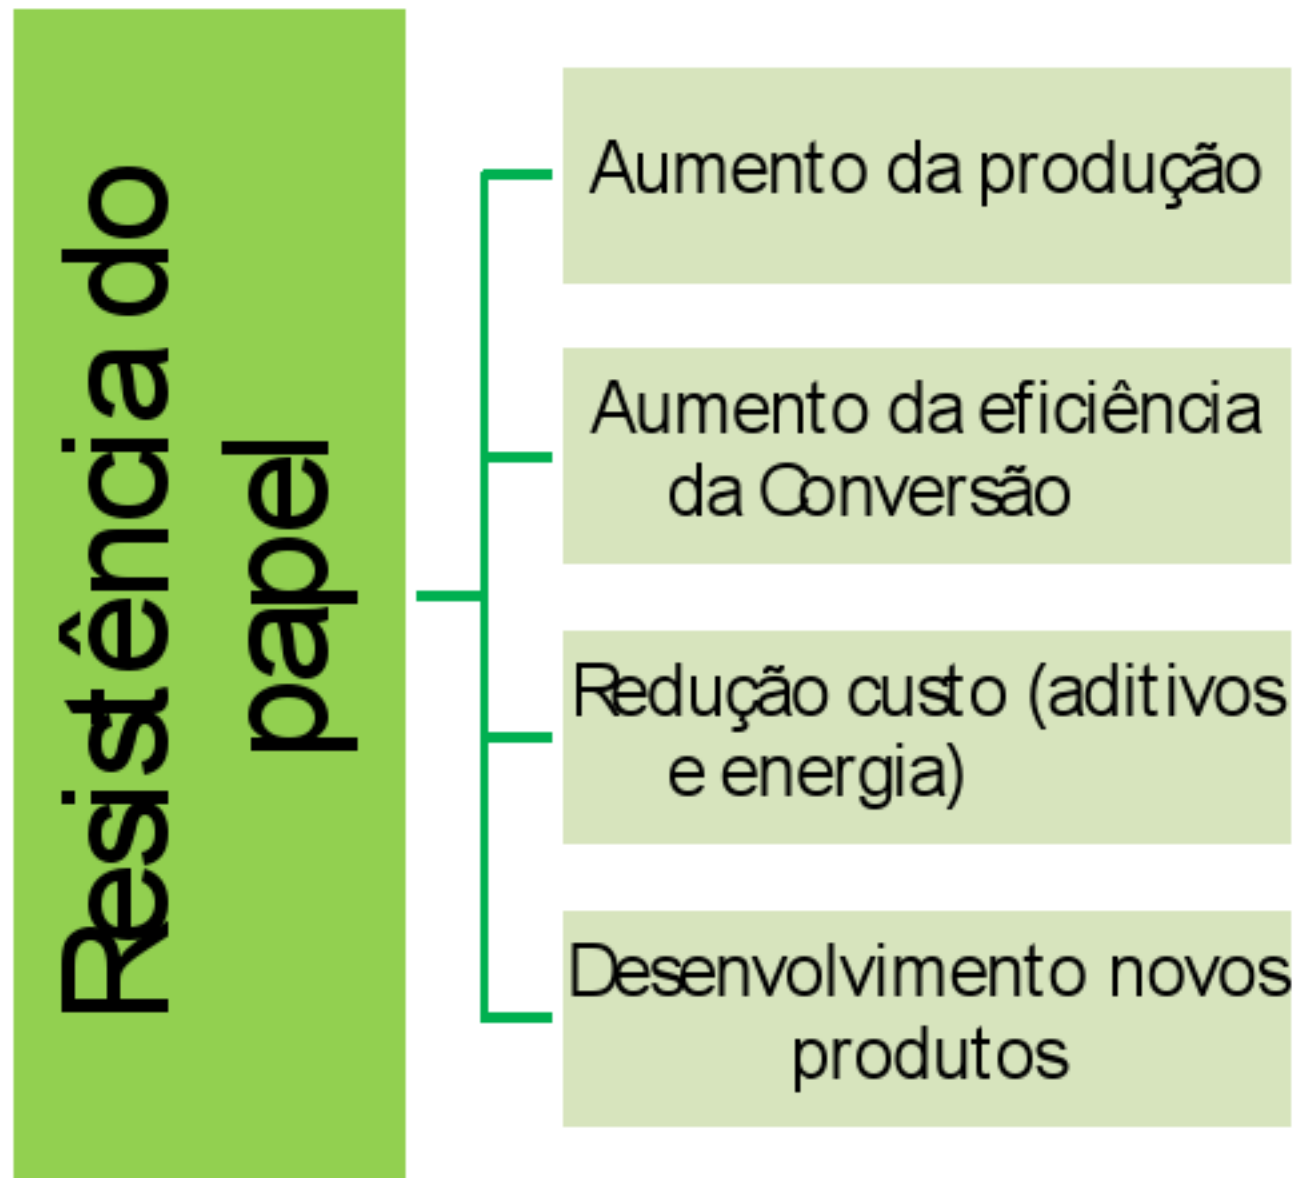 Resistência do
papel
Aumento da produção
Aumento da eficiência
da Conversão
Redução custo (aditivos
e energia)
Desenvolvimento novos
produtos